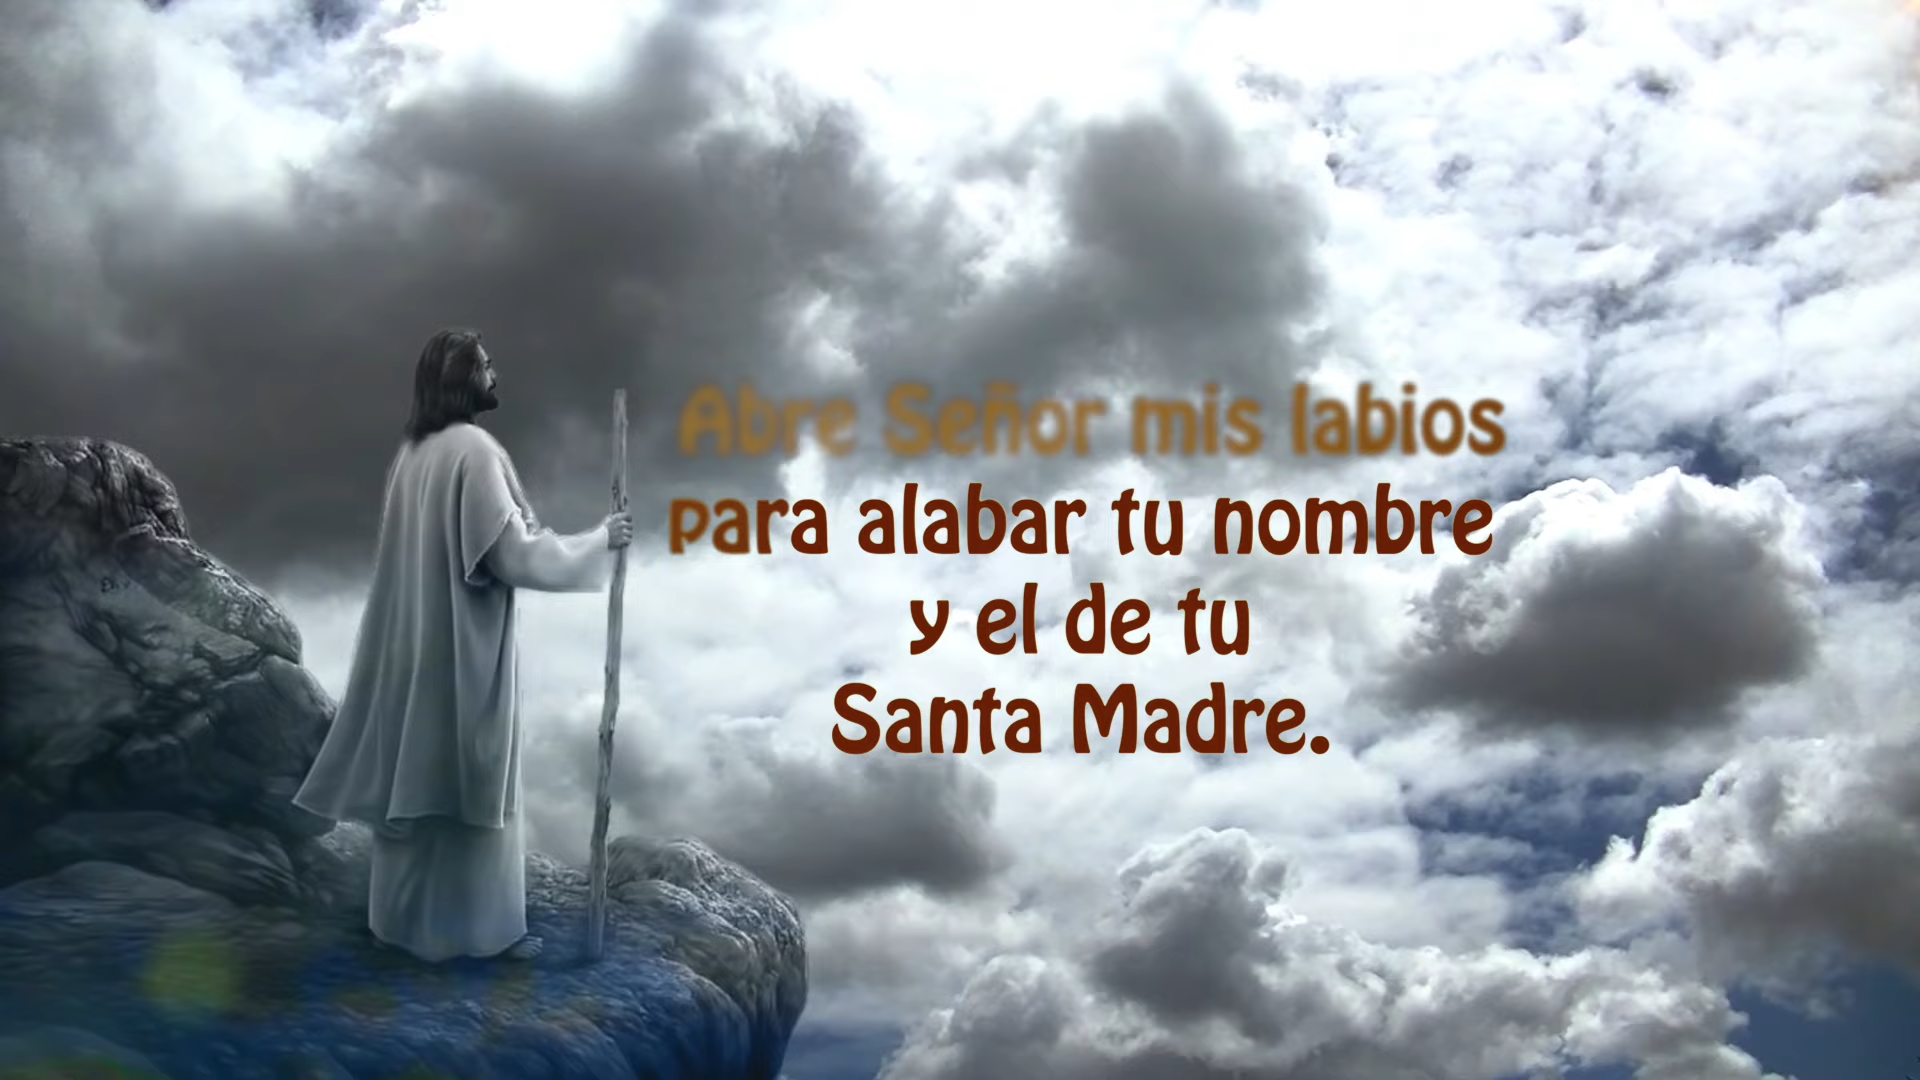 Abre Señor mis labios
para alabar tu nombre
y el de tu
Santa Madre.